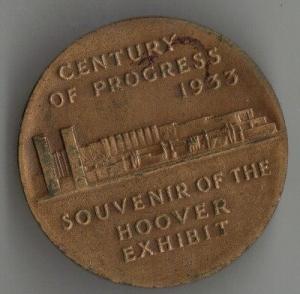 CENTURY
OF PROGRESS
1933
SOUVENIR OF THE
HOOVER
EXHIBIT